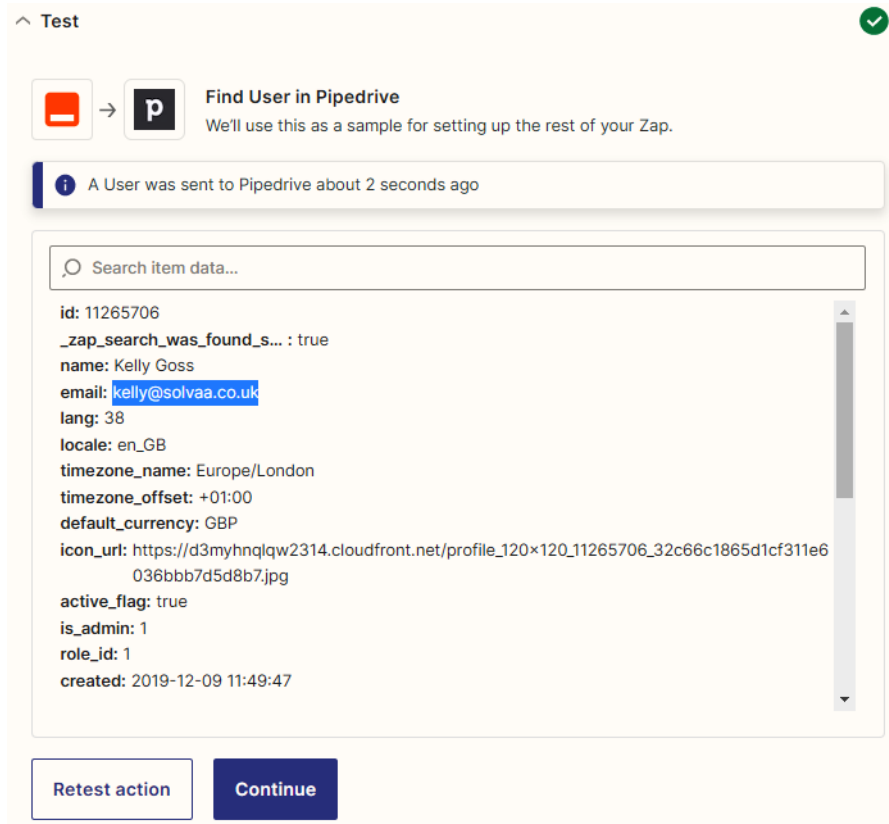 Test
Find User in Pipedrive
We'll use this as a sample for setting up the rest of your Zap.
A User was sent to Pipedrive about 2 seconds ago
Search item data...
id: 11265706
_zap_search_was_found_s... : true
name: Kelly Goss
email: kelly@solvaa.co.uk
lang: 38
locale: en_GB
timezone_name: Europe/London
timezone_offset: +01:00
default_currency: GBP
icon_url: https://d3myhnqlqw2314.cloudfront.net/profile_120x120_11265706_32c66c1865d1cf311e6
036bbb7d5d8b7.jpg
active_flag: true
is_admin: 1
role_id: 1
created: 2019-12-09 11:49:47
Retest action
Continue